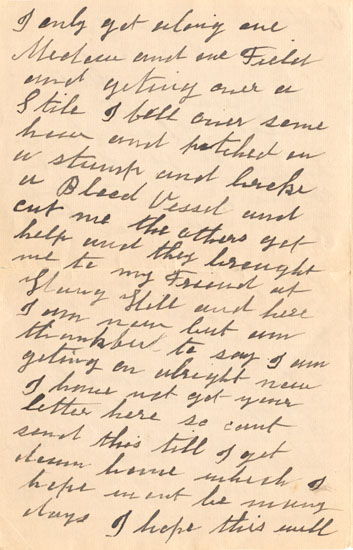 I only got along one
Medow and one Field
and geting over a
Stile I fell over some
how and pitched on
a stump and broke
a Blood Vessel and
cut me the others got
help and they brought
me to my Friend at
Hill and here
I am now but am
thankful to say I am
geting on alright now
I have not got your
letter here so cant
send this till I get
down home which I
hope wont be many
days I hope this will